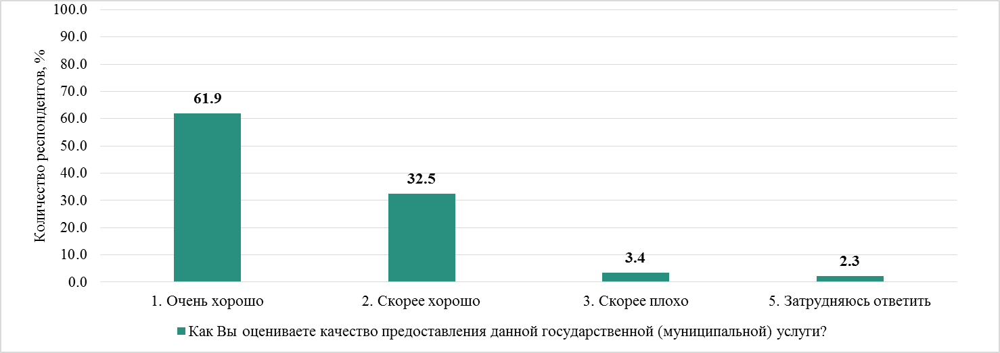 Количество респондентов, %
100.0
90.0
80.0
70.0
60.0
50.0
40.0
30.0
20.0
10.0
0.0
61.9
32.5
3.4
2.3
1. Очень хорошо
2. Скорее хорошо
3. Скорее плохо
5. Затрудняюсь ответить
Как Вы оцениваете качество предоставления данной государственной (муниципальной) услуги?